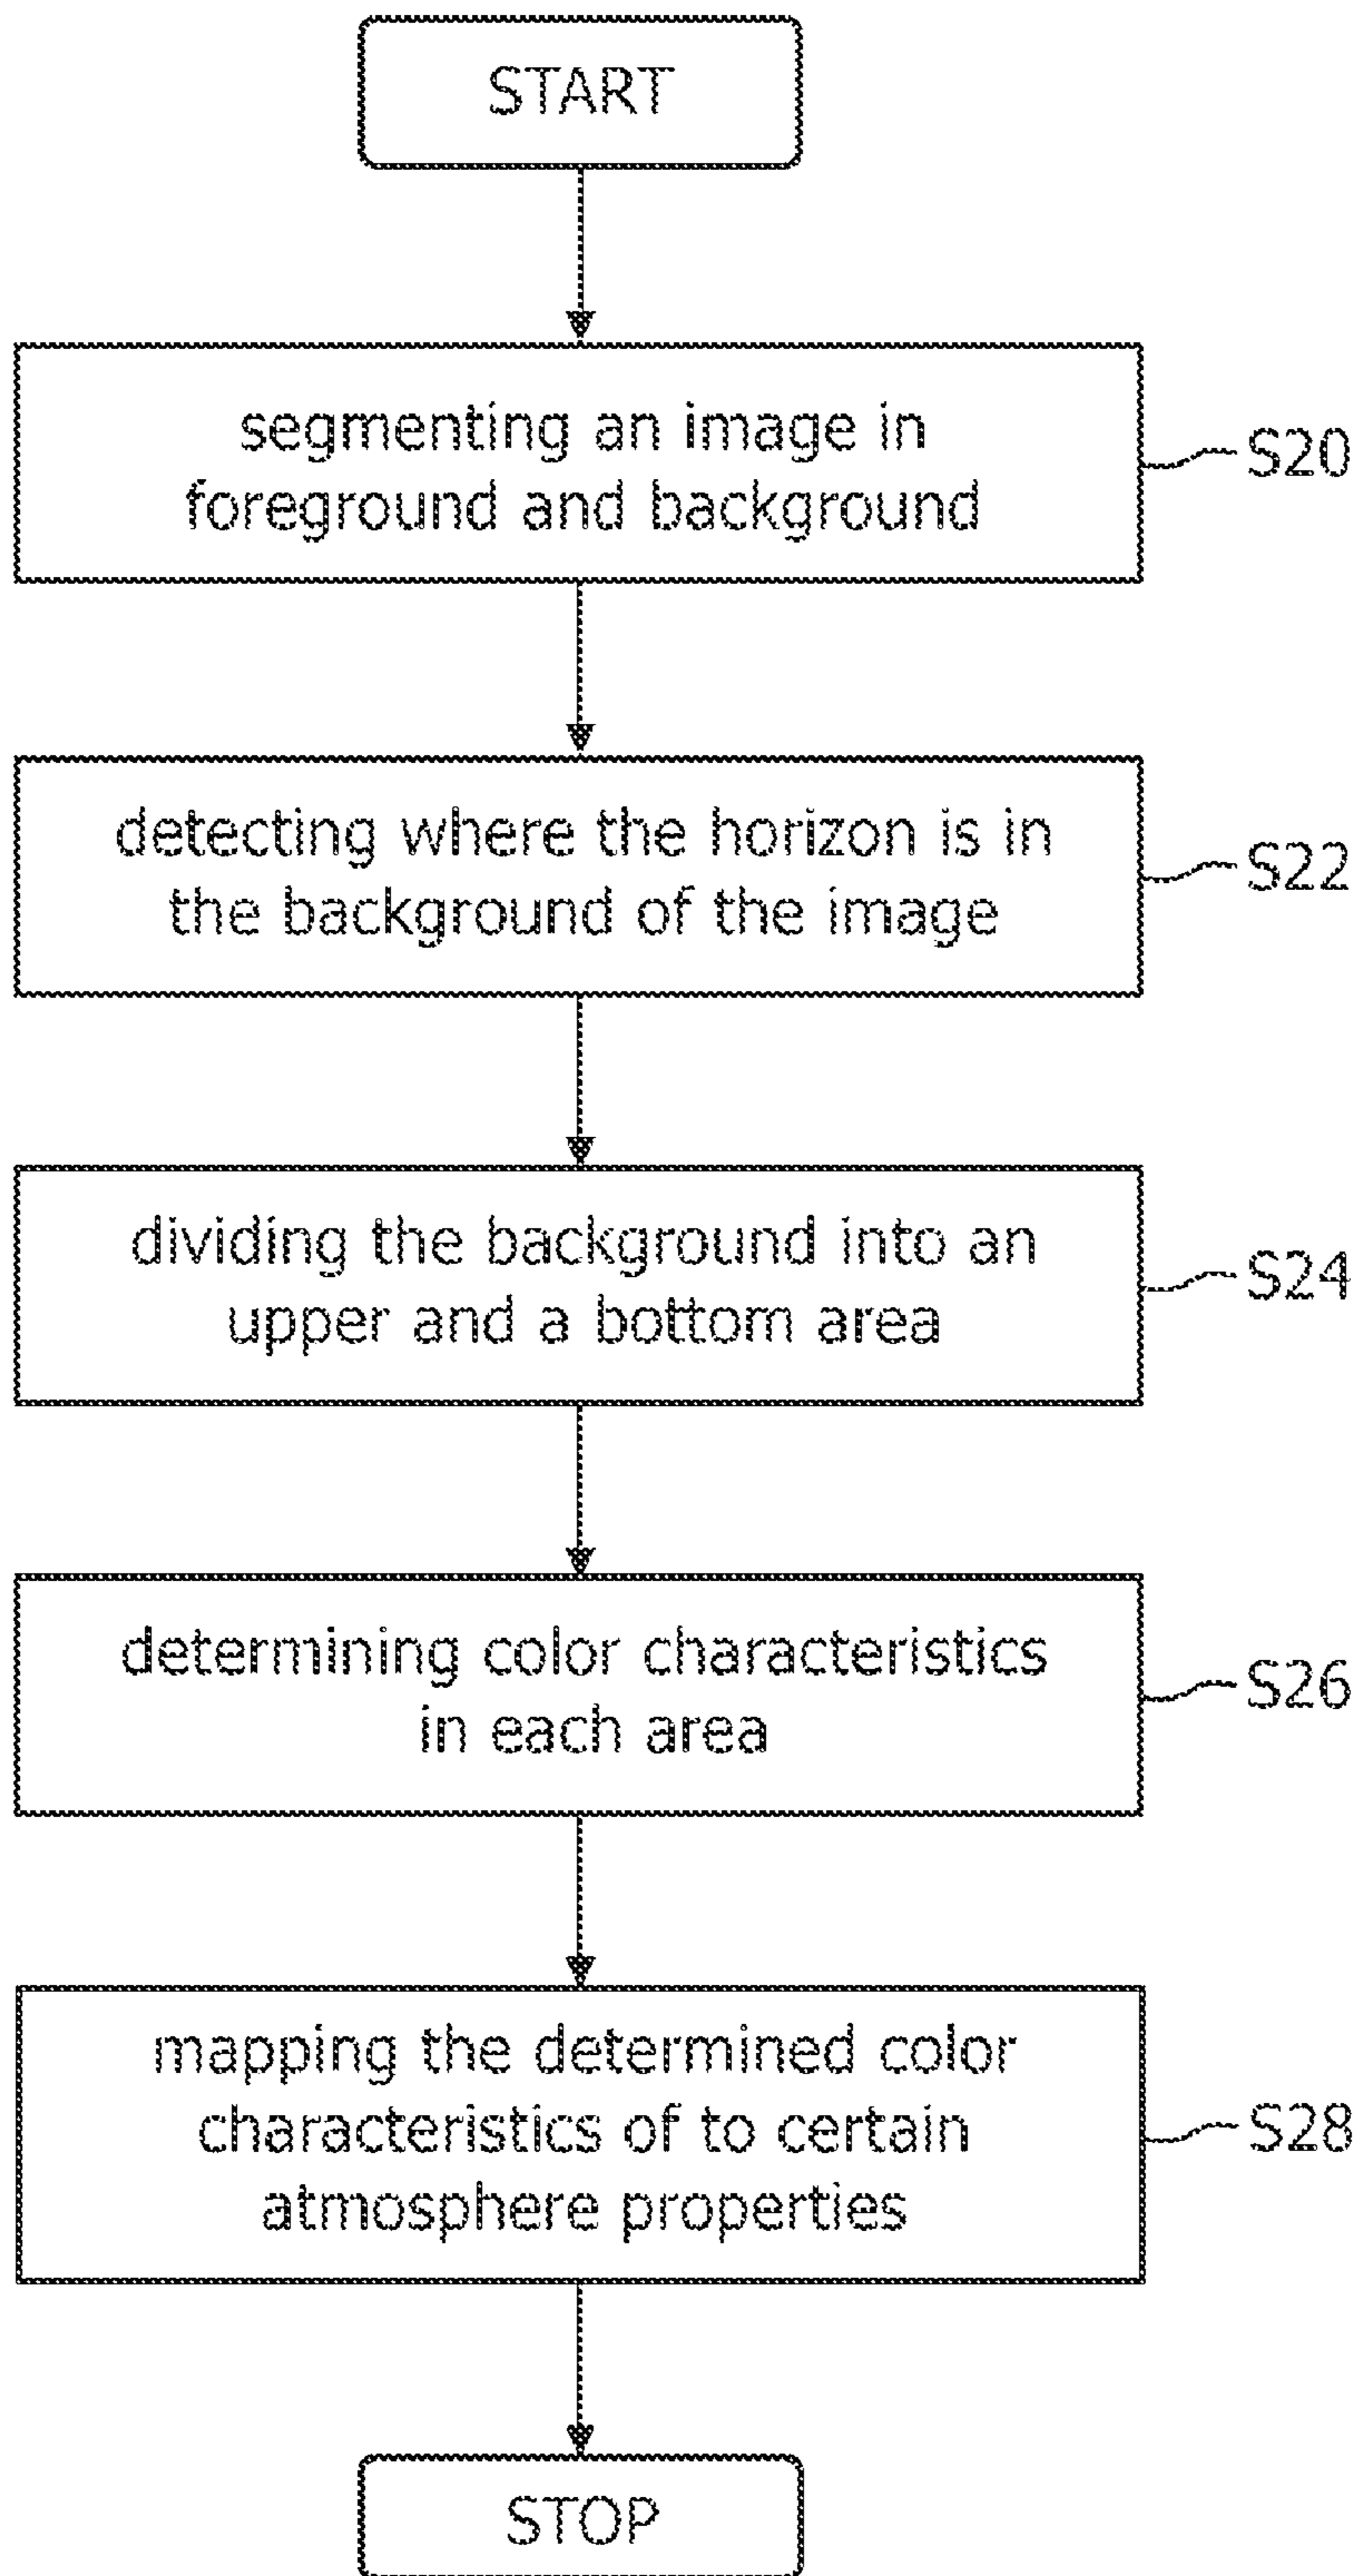 START
segmenting an image in
foreground and background
S20
detecting where the horizon is in
the background of the image
S22
dividing the background into an
upper and a bottom area
S24
determining color characteristics
in each area
S26
mapping the determined color
characteristics of to certain
atmosphere properties
S28
STOP